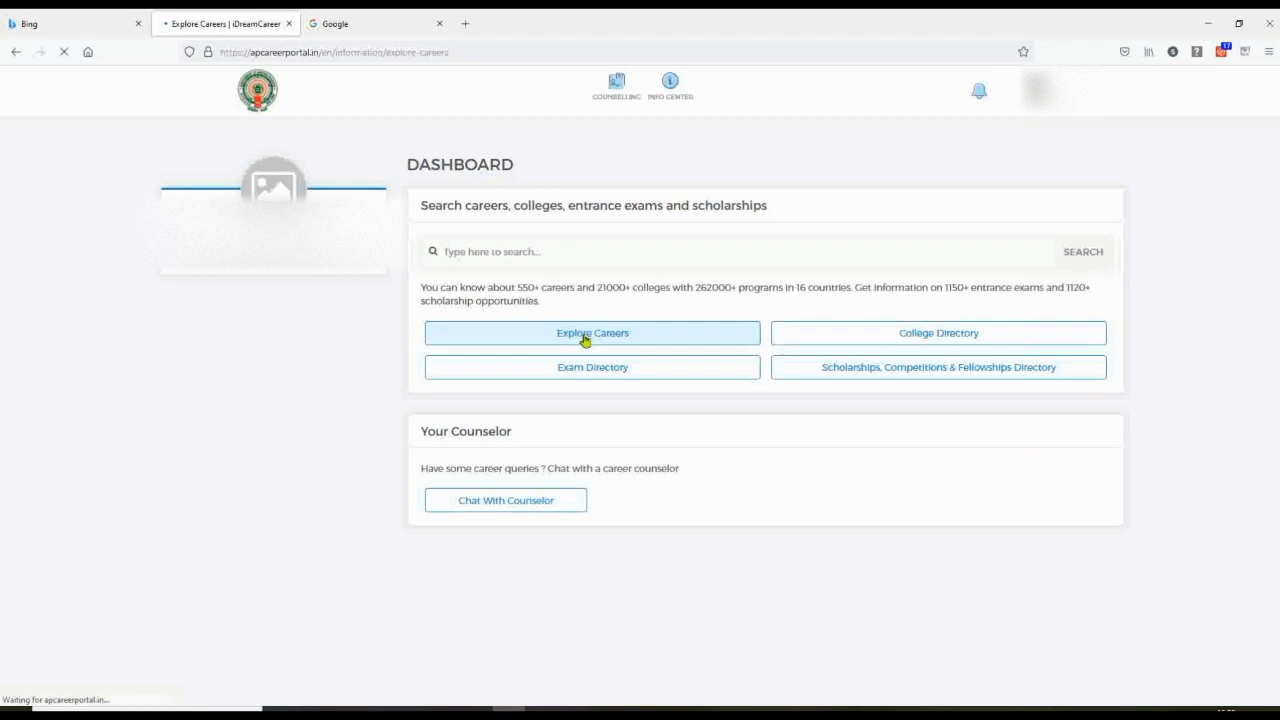 Bing
Explore Careers | iDreamCareer
Google
https://apcareerportal.in/en/information/explore-careers
17
COUNSELLING
INFO CENTER
DASHBOARD
Search careers, colleges, entrance exams and scholarships
Type here to search...
SEARCH
You can know about 550+ careers and 21000+ colleges with 262000+ programs in 16 countries. Get information on 1150+ entrance exams and 1120+
scholarship opportunities.
Explore Careers
College Directory
Exam Directory
Scholarships, Competitions & Fellowships Directory
Your Counselor
Have some career queries ? Chat with a career counselor
Chat With Counselor
Waiting for apcareerportal.in...